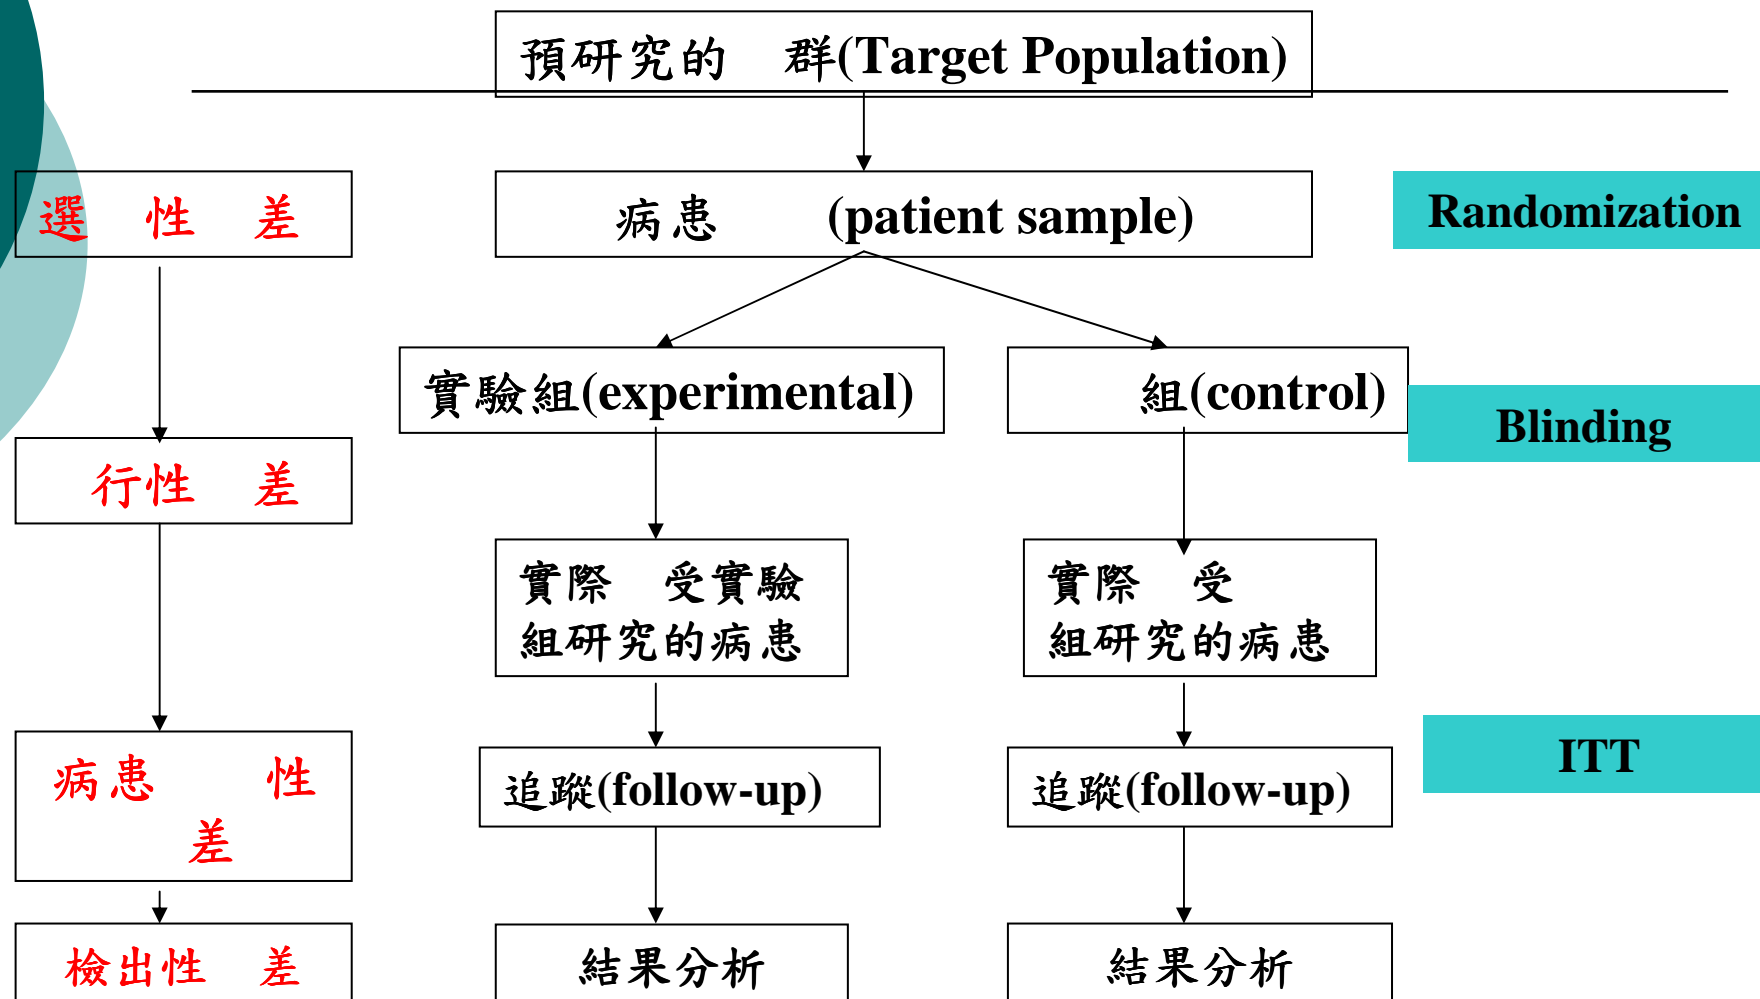 預研究的 群(Target Population)
選 性 差
病患 (patient sample)
Randomization
實驗組(experimental)
組(control)
Blinding
行性 差
實際 受實驗
組研究的病患
實際 受
組研究的病患
病患 性
差
追蹤(follow-up)
追蹤(follow-up)
ITT
檢出性 差
結果分析
結果分析